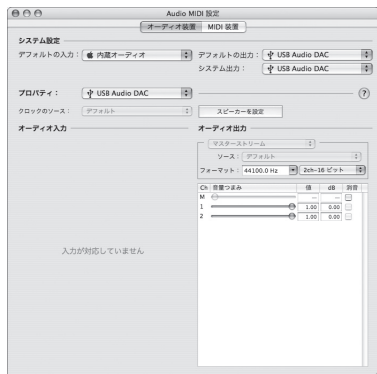 Audio MIDI 設定
オーディオ装置 MIDI 装置
システム設定
デフォルトの入力： 内蔵オーディオ
デフォルトの出力： USB Audio DAC
システム出力： USB Audio DAC
プロパティ： USB Audio DAC
?
クロックのソース： デフォルト
スピーカーを設定
オーディオ入力
入力が対応していません
オーディオ出力
マスターストリーム
ソース： デフォルト
フォーマット： 44100.0 Hz 2ch-16 ビット
Ch 音量つまみ 値 dB 消音
M — —
1 1.00 0.00
2 1.00 0.00